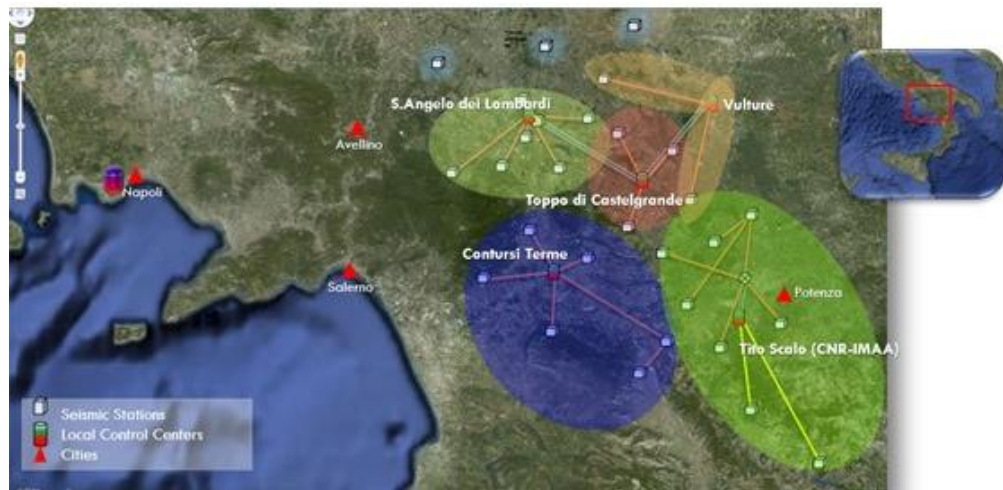 S.Angelo dei Lombardi
Vulture
Avellino
Napoli
Toppo di Castelgrande
Contursi Terme
Salerno
Potenza
Tito Scalo (CNR-IMAA)
Seismic Stations
Local Control Centers
Cities